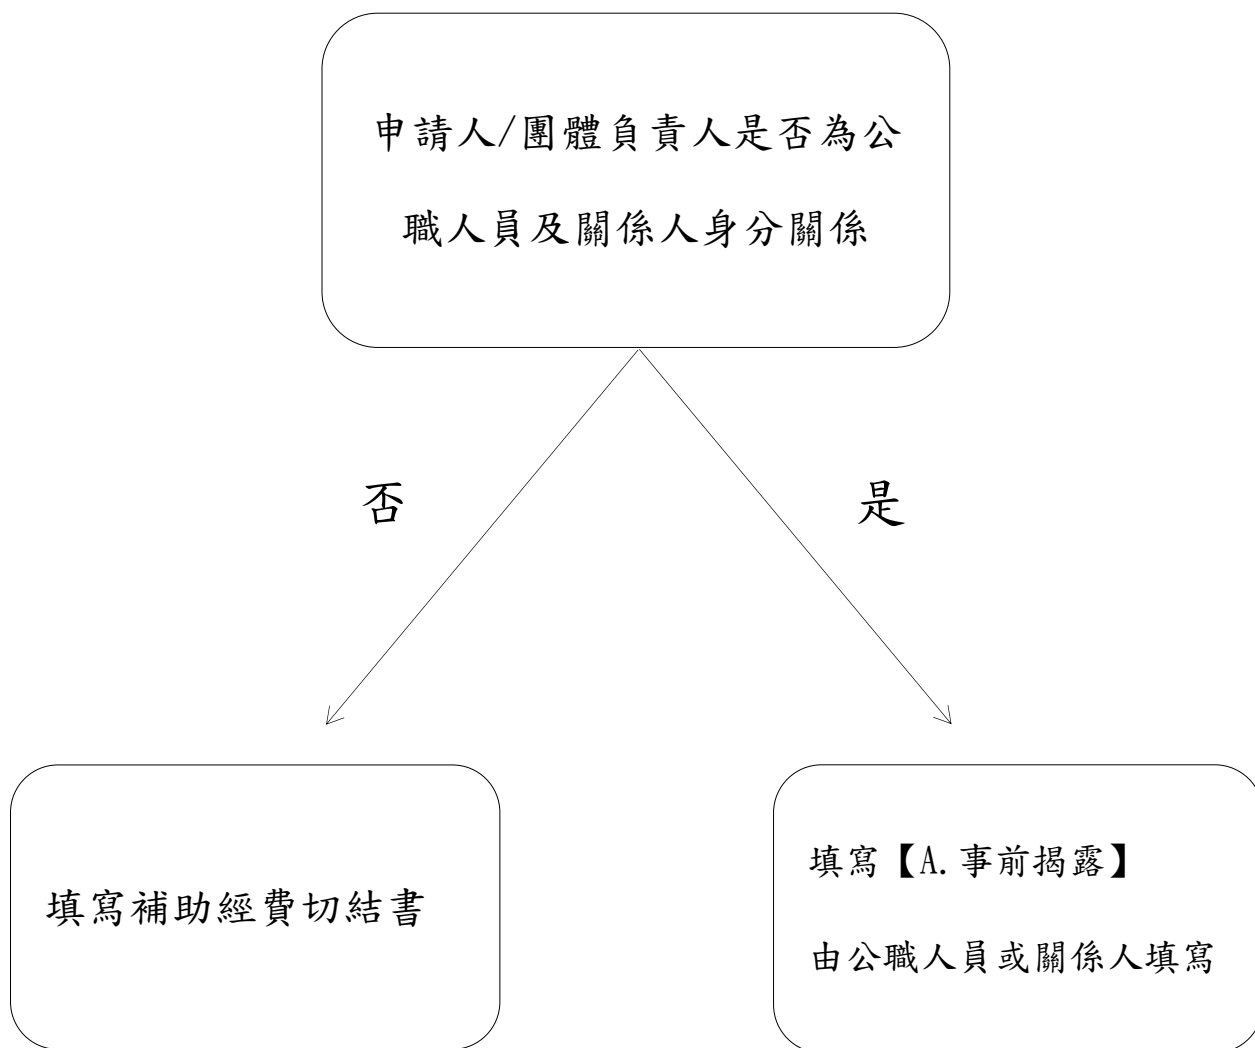 申請人/團體負責人是否為公
職人員及關係人身分關係
否
是
填寫補助經費切結書
填寫【A.事前揭露】
由公職人員或關係人填寫